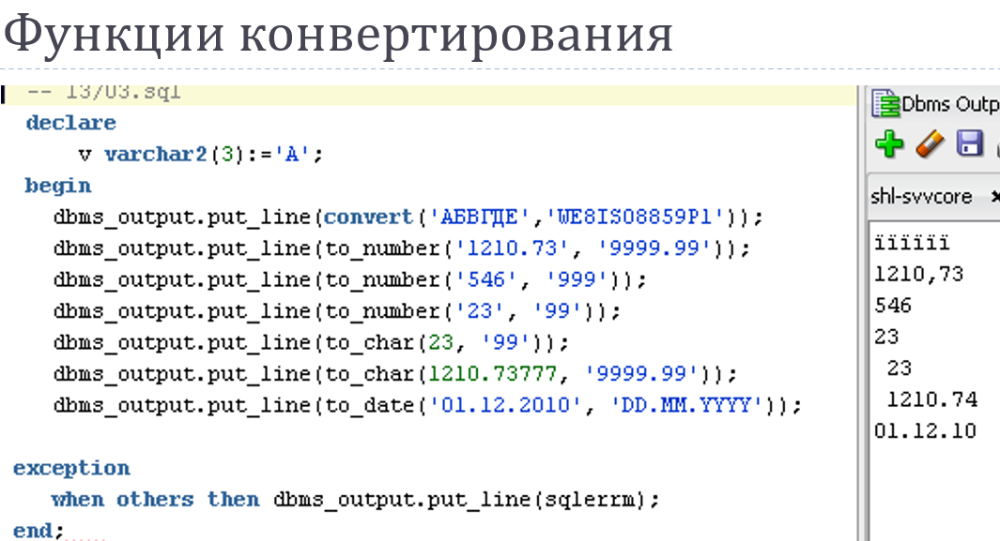 Функции конвертирования
-- 13/03.sql
declare
v varchar2(3):='A';
begin
dbms_output.put_line(convert('АБВГДЕ','WE8ISO8859P1'));
dbms_output.put_line(to_number('1210.73', '9999.99'));
dbms_output.put_line(to_number('546', '999'));
dbms_output.put_line(to_number('23', '99'));
dbms_output.put_line(to_char(23, '99'));
dbms_output.put_line(to_char(1210.73777, '9999.99'));
dbms_output.put_line(to_date('01.12.2010', 'DD.MM.YYYY'));
exception
when others then dbms_output.put_line(sqlerrm);
end;
Dbms Outp
shl-svvcore
ïïïïïï
1210,73
546
23
23
1210.74
01.12.10